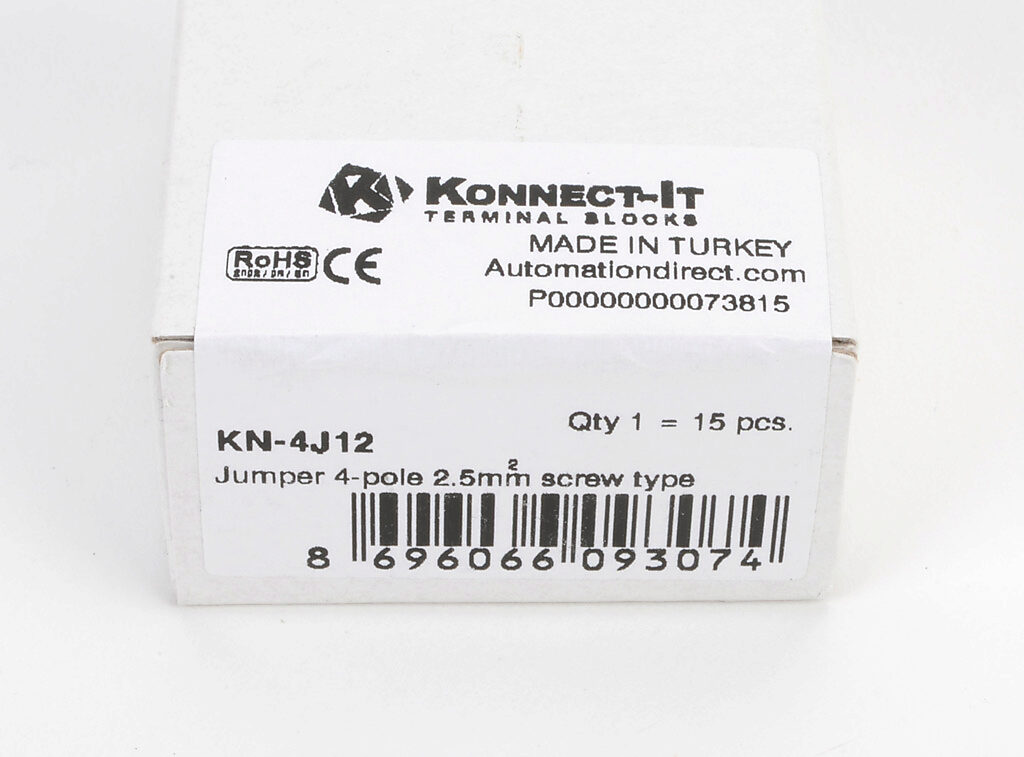 KONNECT-IT
TERMINAL BLOCKS
MADE IN TURKEY
RoHS CE
Automationdirect.com
P00000000073815
Qty 1 = 15 pcs.
KN-4J12
Jumper 4-pole 2.5mm² screw type
8 696066 093074